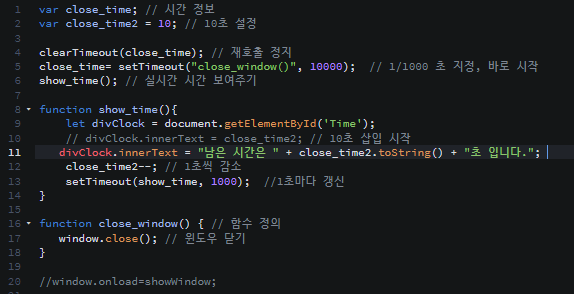 1 var close_time; // 시간 정보
2 var close_time2 = 10; // 10초 설정
3
4 clearTimeout(close_time); // 재호출 정지
5 close_time= setTimeout("close_window()", 10000);  // 1/1000 초 지정, 바로 시작
6 show_time(); // 실시간 시간 보여주기
7
8 function show_time(){
9 let divClock = document.getElementById('Time');
10 // divClock.innerText = close_time2; // 10초 삽입 시작
11 divClock.innerText = "남은 시간은 " + close_time2.toString() + "초 입니다.";
12 close_time2--; // 1초씩 감소
13 setTimeout(show_time, 1000);  //1초마다 갱신
14 }
15
16 function close_window() { // 함수 정의
17 window.close(); // 윈도우 닫기
18 }
19
20 //window.onload=showWindow;